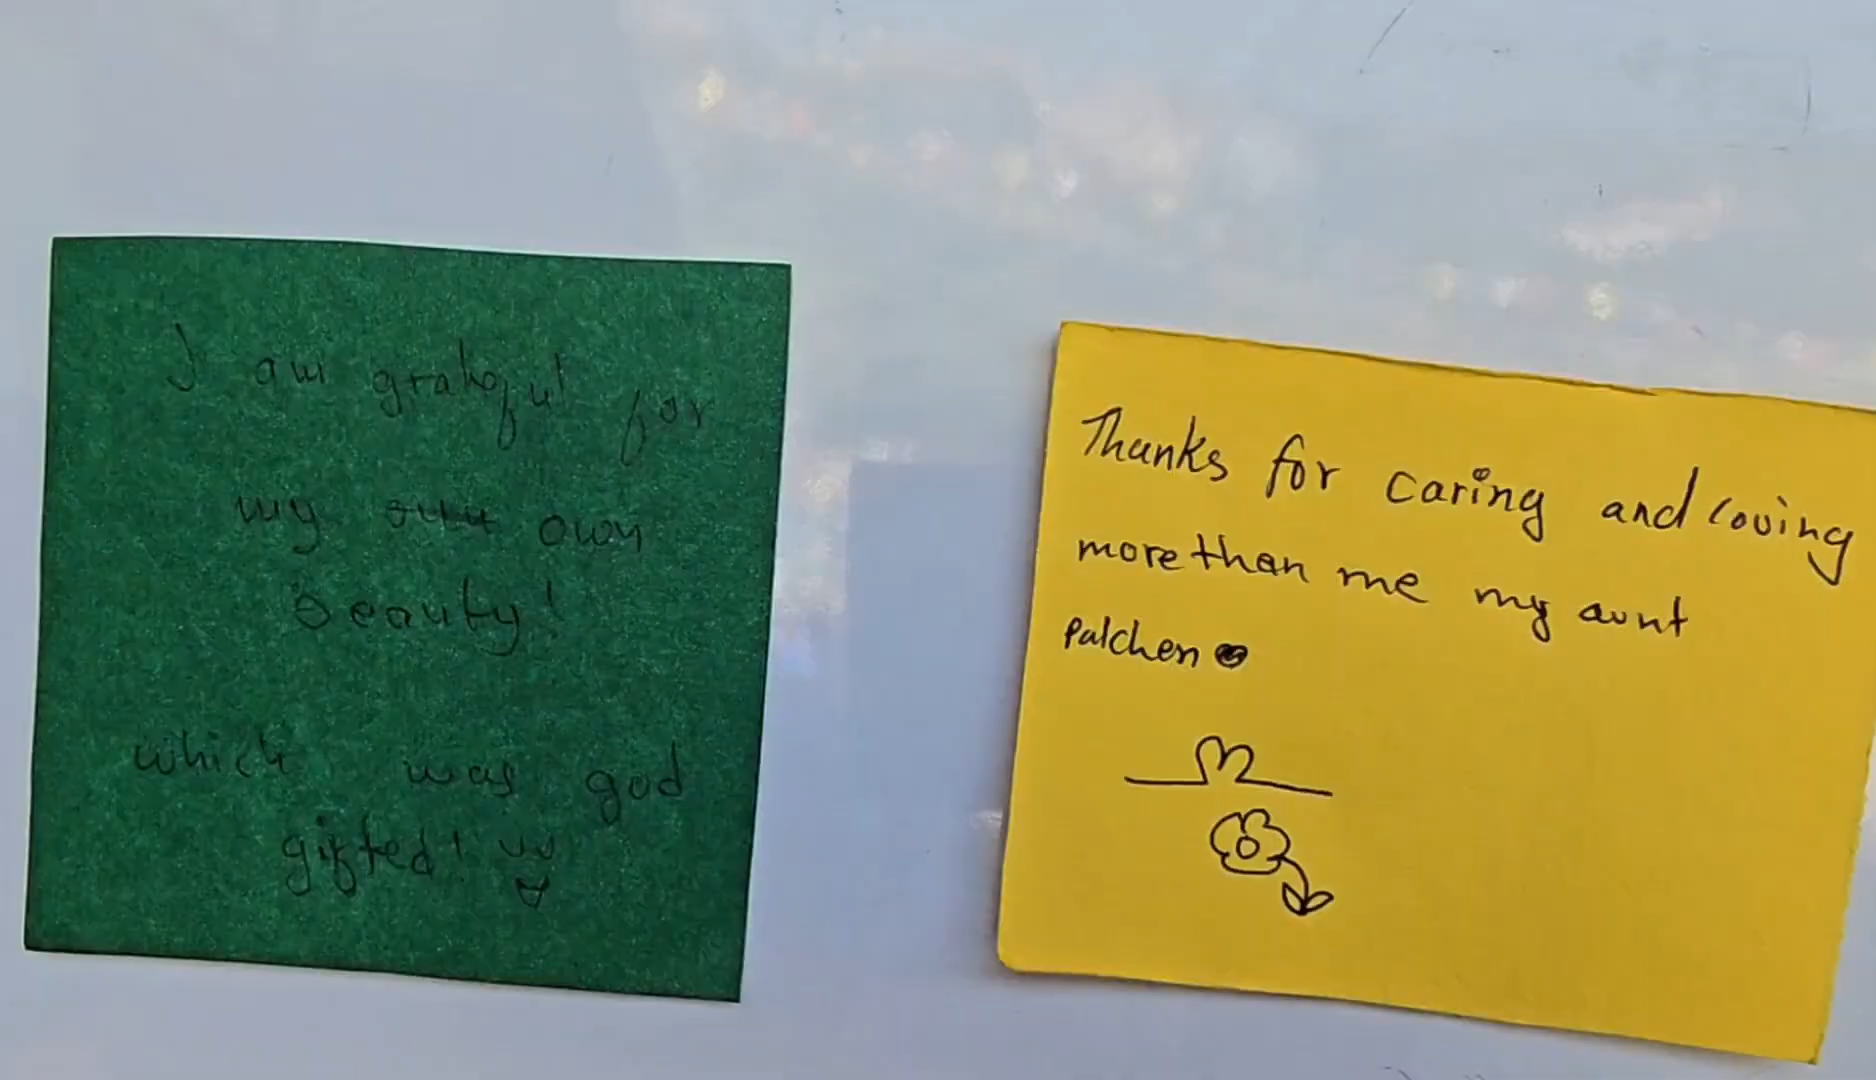 I am grateful for
my own
beauty!
which was god
gifted!
Thanks for caring and loving
more than me my aunt
Palchen